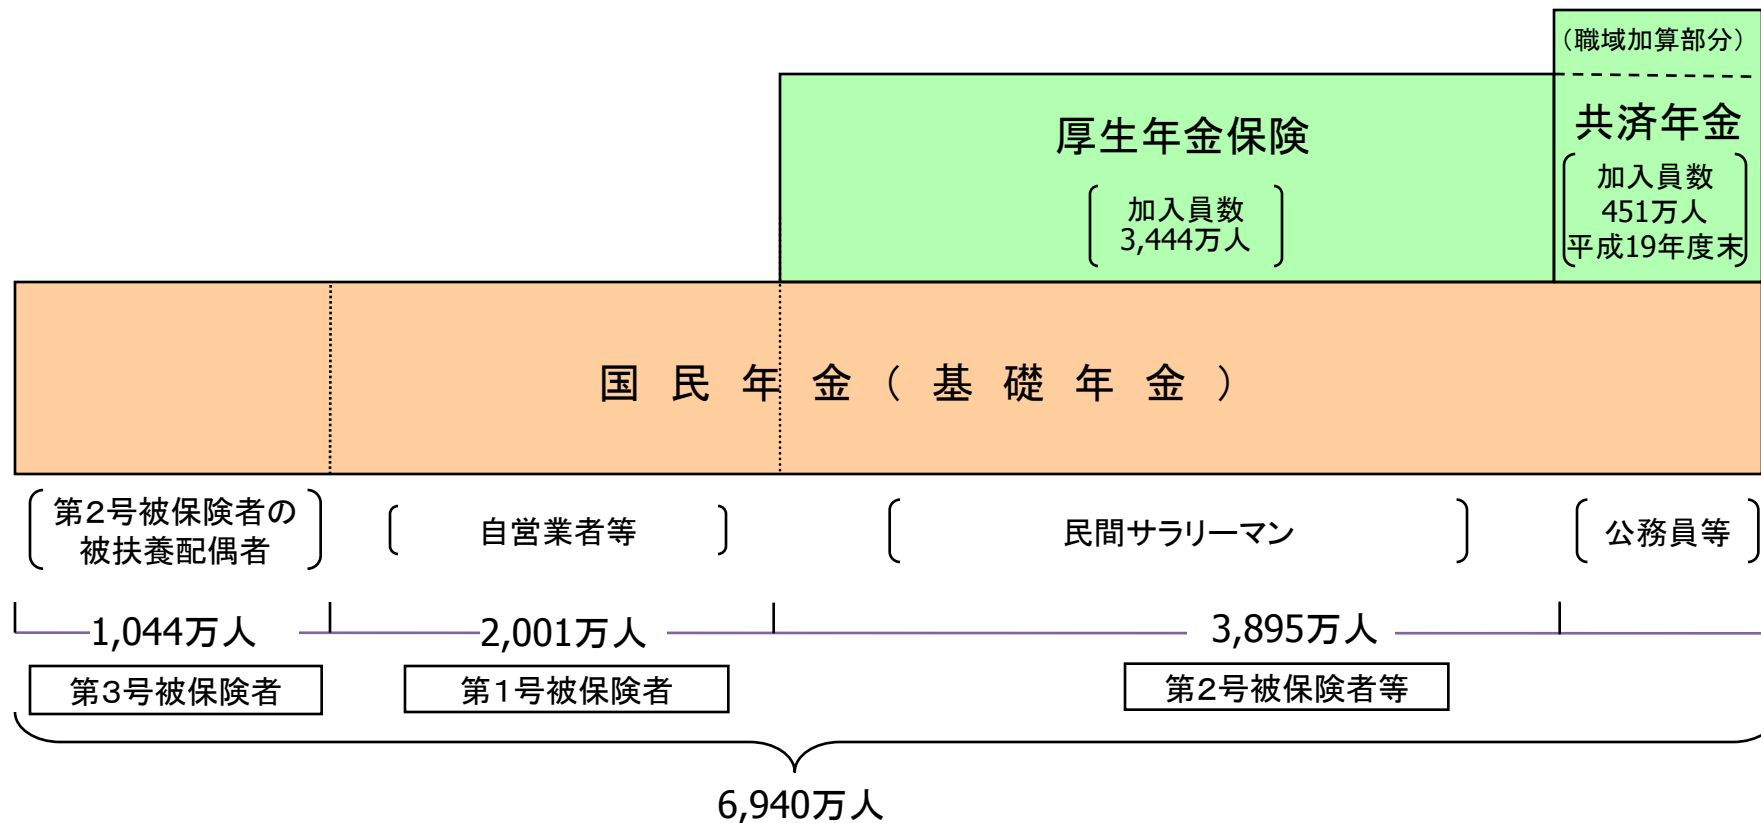 （職域加算部分）
厚生年金保険
加入員数
3,444万人
共済年金
加入員数
451万人
平成19年度末
国民年金（基礎年金）
第２号被保険者の
被扶養配偶者
自営業者等
民間サラリーマン
公務員等
1,044万人
2,001万人
3,895万人
第３号被保険者
第１号被保険者
第２号被保険者等
6,940万人